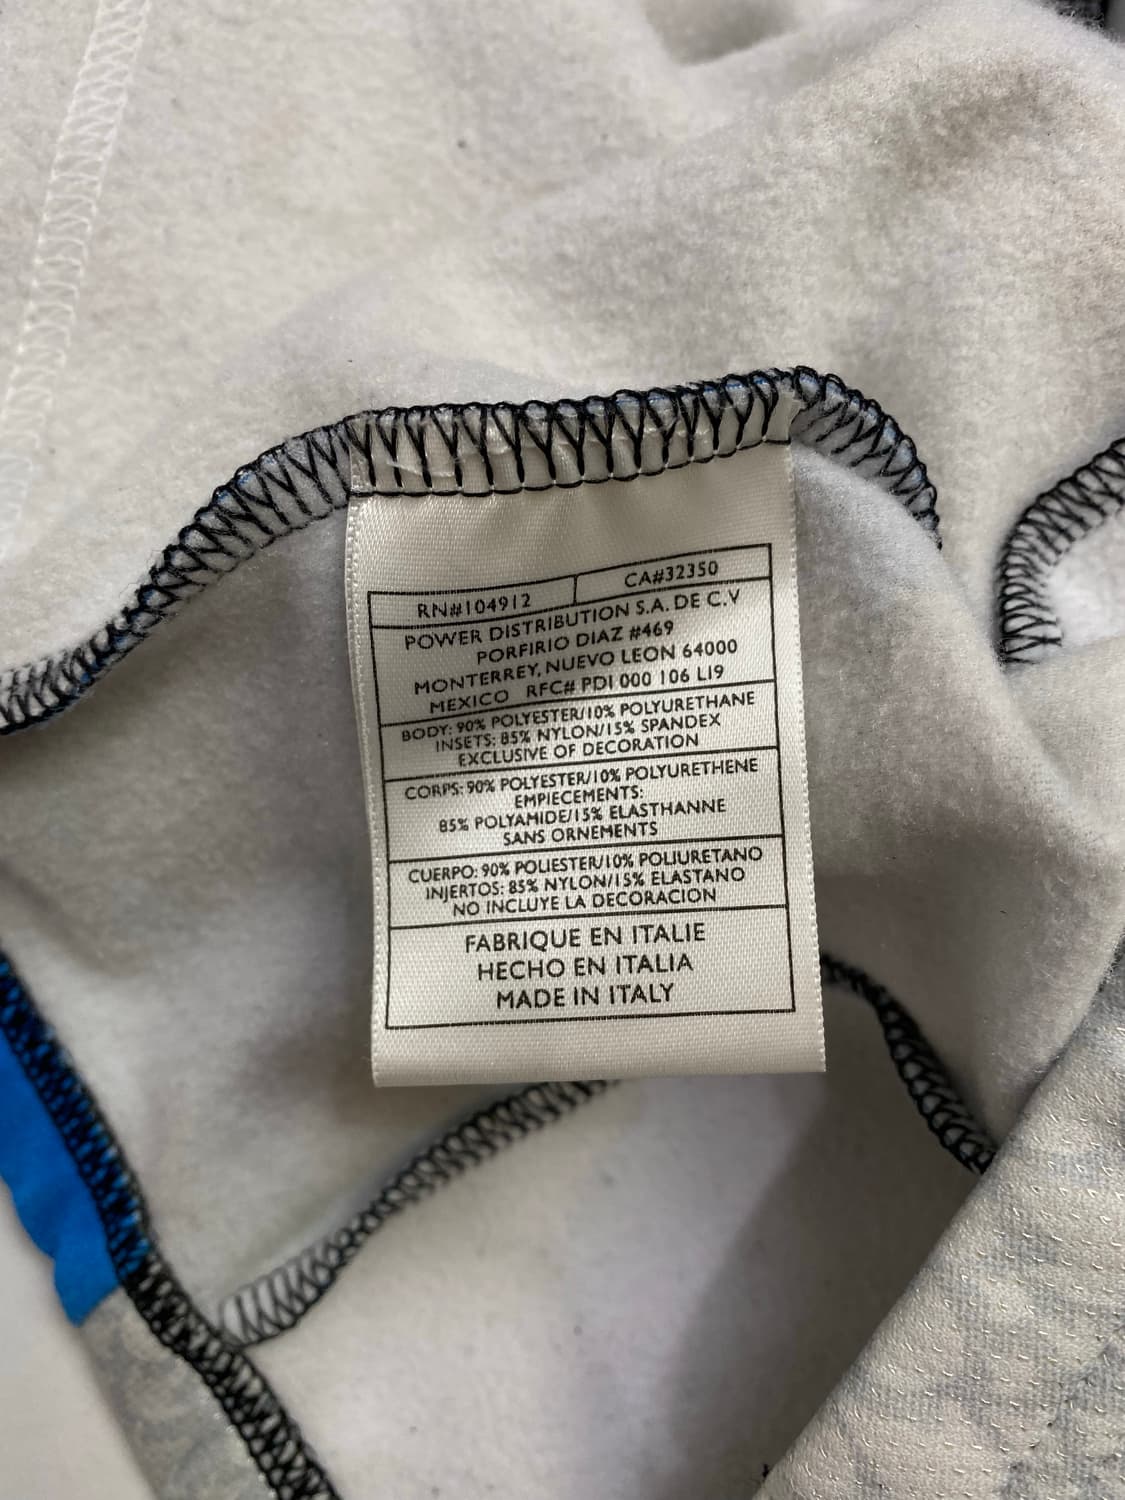 RN#104912 CA#32350
POWER DISTRIBUTION S.A. DE C.V
PORFIRIO DIAZ #469
MONTERREY, NUEVO LEON 64000
MEXICO RFC# PDI 000 106 LI9
BODY: 90% POLYESTER/10% POLYURETHANE
INSETS: 85% NYLON/15% SPANDEX
EXCLUSIVE OF DECORATION
CORPS: 90% POLYESTER/10% POLYURETHENE
EMPIECEMENTS:
85% POLYAMIDE/15% ELASTHANNE
SANS ORNEMENTS
CUERPO: 90% POLIESTER/10% POLIURETANO
INJERTOS: 85% NYLON/15% ELASTANO
NO INCLUYE LA DECORACION
FABRIQUE EN ITALIE
HECHO EN ITALIA
MADE IN ITALY